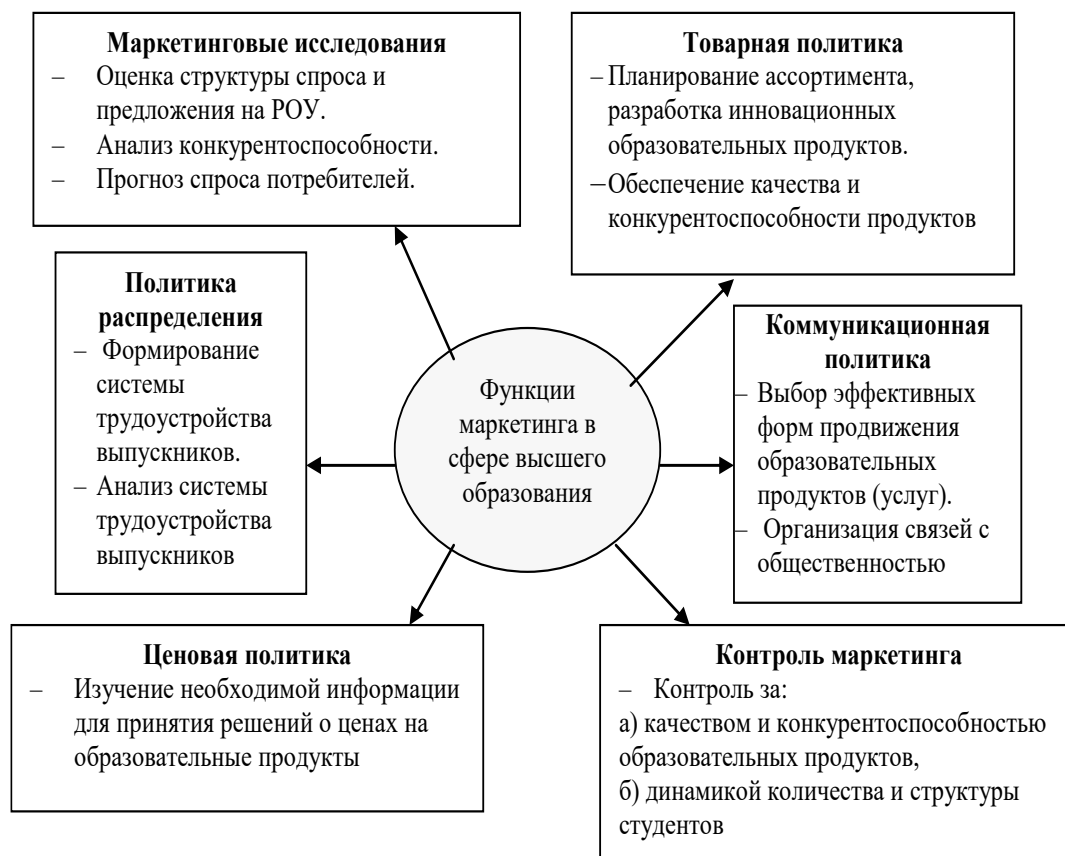 Маркетинговые исследования
– Оценка структуры спроса и
предложения на РОУ.
– Анализ конкурентоспособности.
– Прогноз спроса потребителей.
Товарная политика
– Планирование ассортимента,
разработка инновационных
образовательных продуктов.
– Обеспечение качества и
конкурентоспособности продуктов
Политика
распределения
– Формирование
системы
трудоустройства
выпускников.
– Анализ системы
трудоустройства
выпускников
Функции
маркетинга в
сфере высшего
образования
Коммуникационная
политика
– Выбор эффективных
форм продвижения
образовательных
продуктов (услуг).
– Организация связей с
общественностью
Ценовая политика
– Изучение необходимой информации
для принятия решений о ценах на
образовательные продукты
Контроль маркетинга
– Контроль за:
а) качеством и конкурентоспособностью
образовательных продуктов,
б) динамикой количества и структуры
студентов